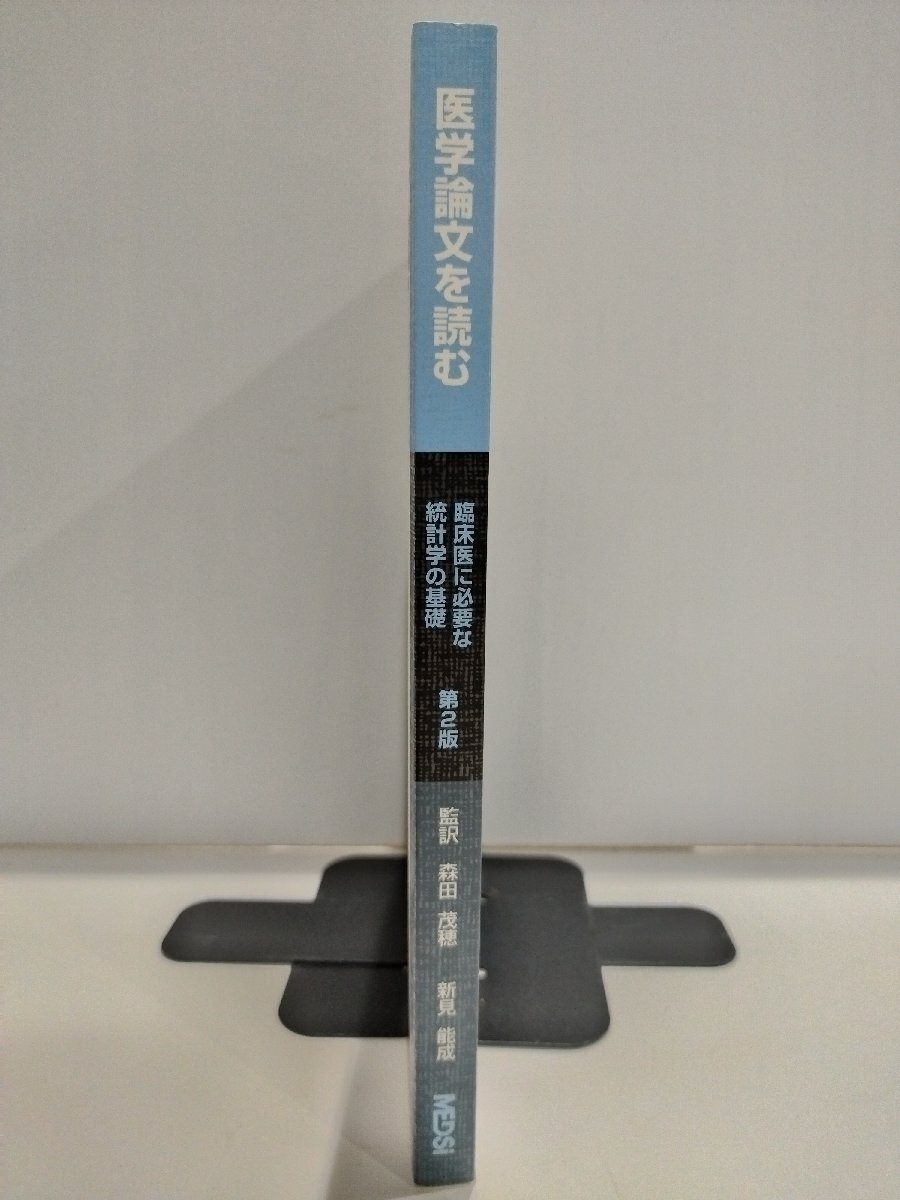 医学論文を読む
臨床医に必要な
統計学の基礎
第2版
監訳 森田 茂穂 新見 能成
MEDSi